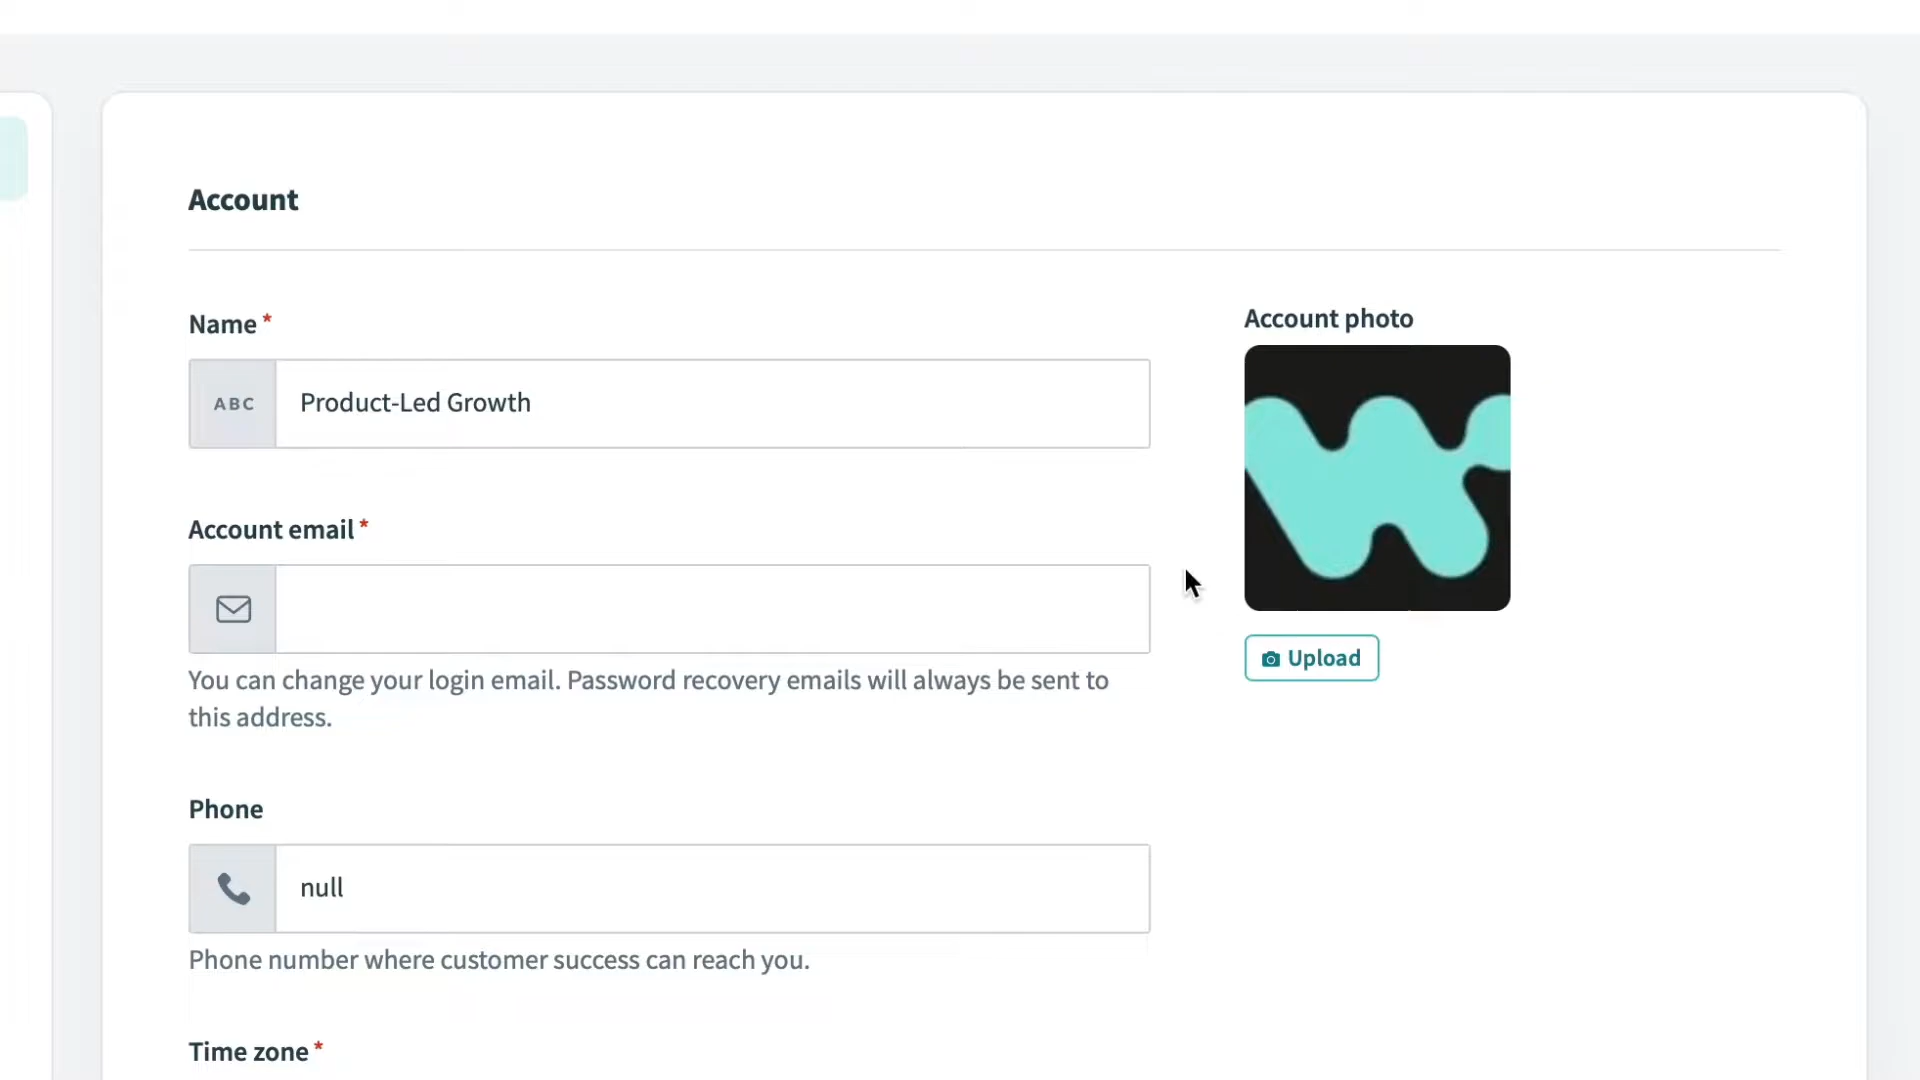 Account
Name *
ABC
Product-Led Growth
Account photo
Account email *
Upload
You can change your login email. Password recovery emails will always be sent to
this address.
Phone
null
Phone number where customer success can reach you.
Time zone *